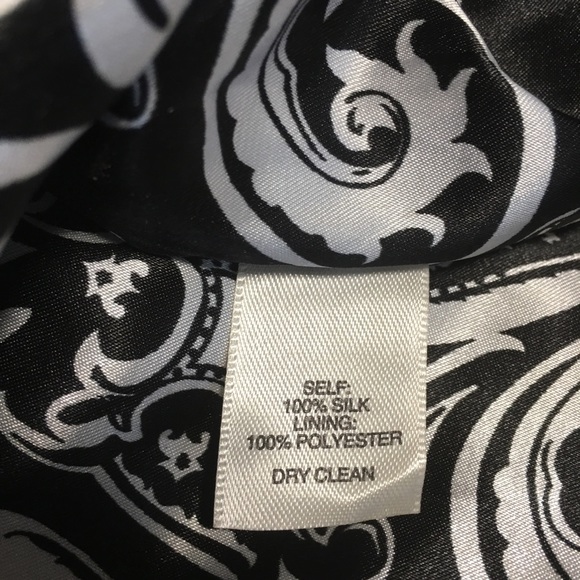 SELF:
100% SILK
LINING:
100% POLYESTER
DRY CLEAN